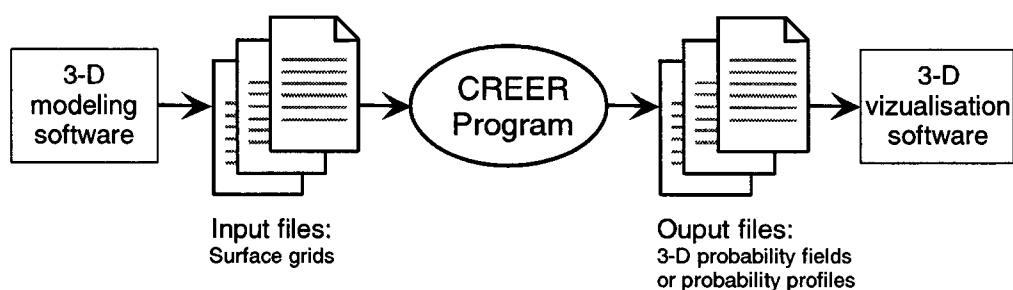 3-D
modeling
software
CREER
Program
3-D
vizualisation
software
Input files:
Surface grids
Ouput files:
3-D probability fields
or probability profiles